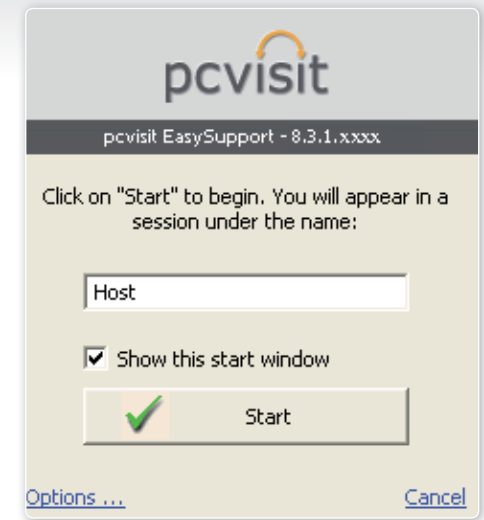 pcvisit
pcvisit EasySupport - 8.3.1.xxxx
Click on "Start" to begin. You will appear in a
session under the name:
Host
Show this start window
Start
Options ...
Cancel